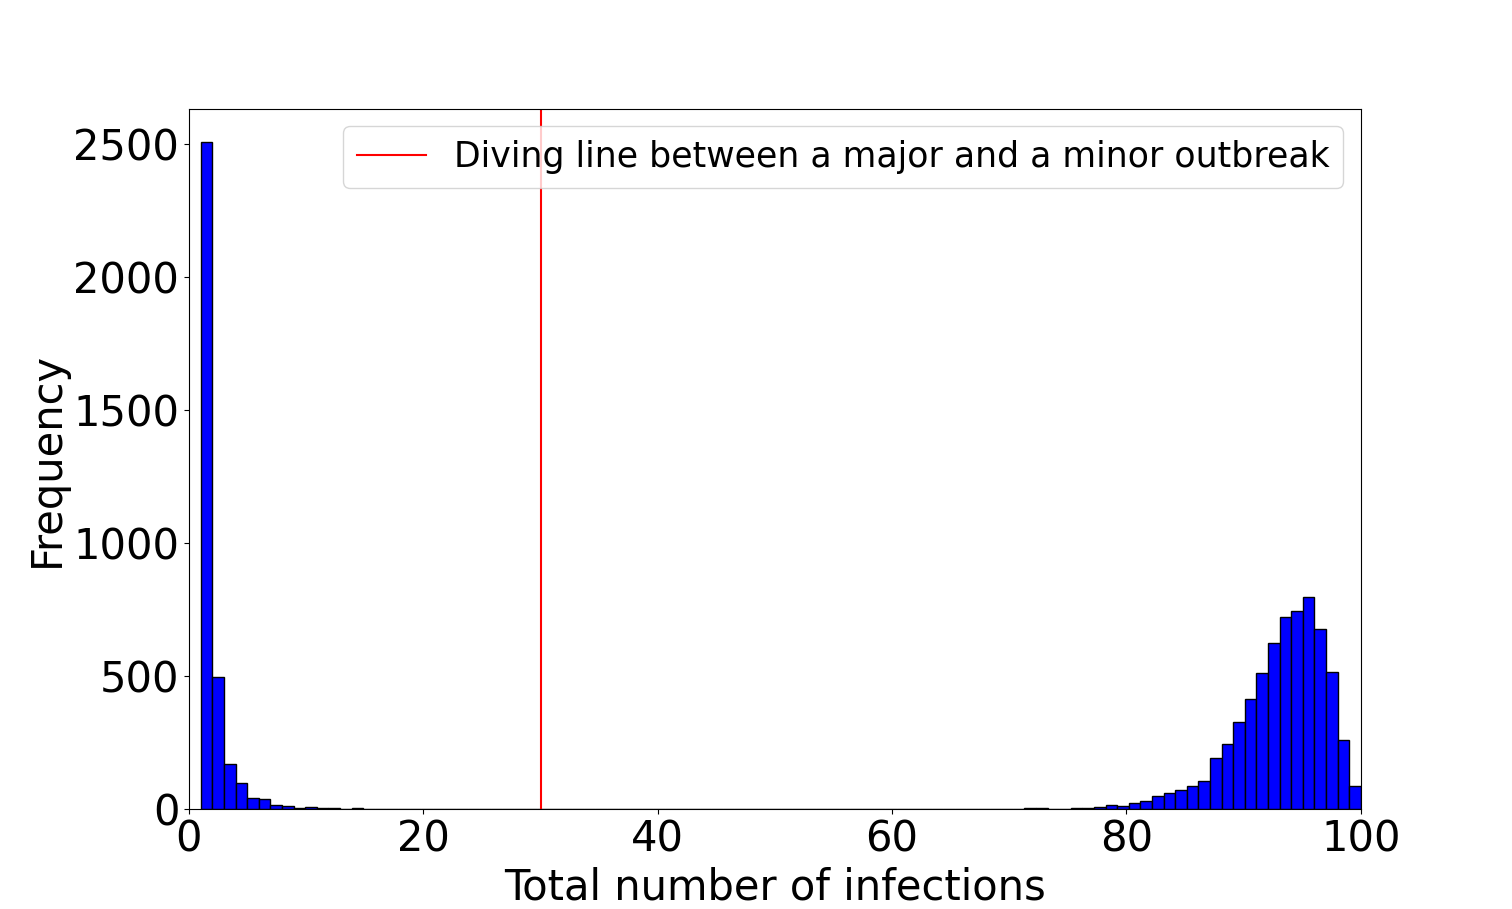 Diving line between a major and a minor outbreak
2500
2000
1500
1000
500
0
Frequency
0 20 40 60 80 100
Total number of infections